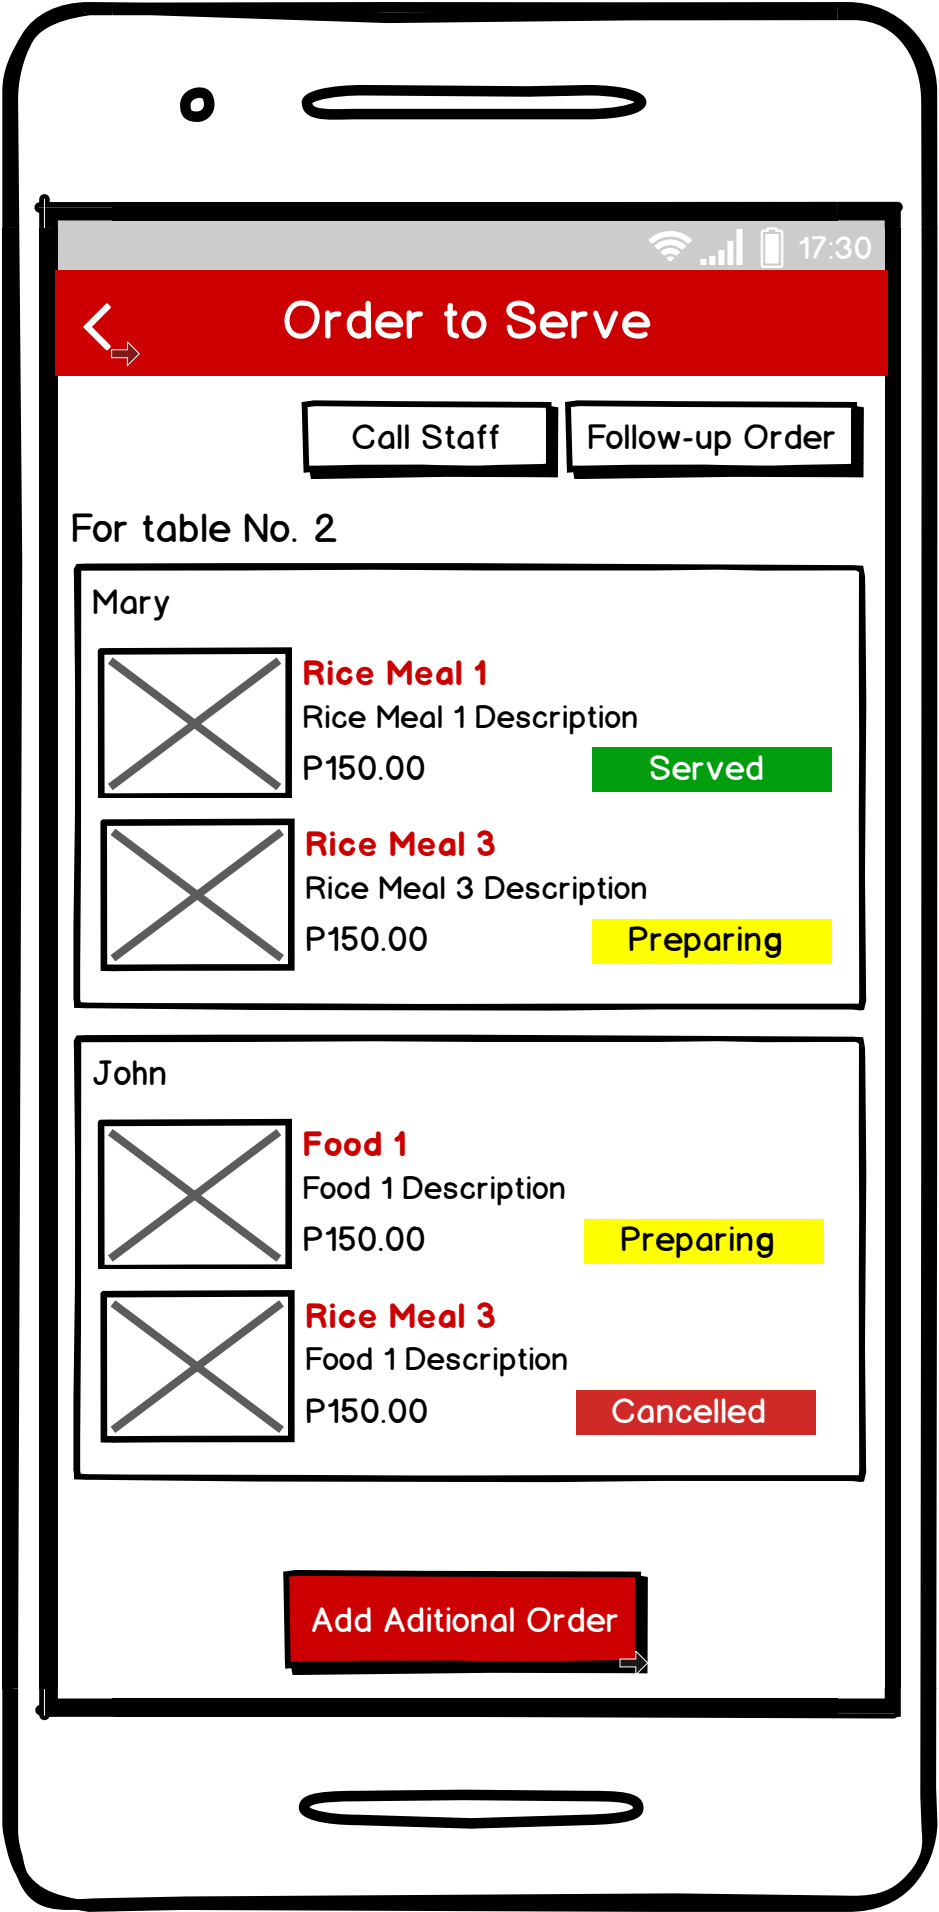 17:30
Order to Serve
Call Staff
Follow-up Order
For table No. 2
Mary
Rice Meal 1
Rice Meal 1 Description
P150.00
Served
Rice Meal 3
Rice Meal 3 Description
P150.00
Preparing
John
Food 1
Food 1 Description
P150.00
Preparing
Rice Meal 3
Food 1 Description
P150.00
Cancelled
Add Aditional Order